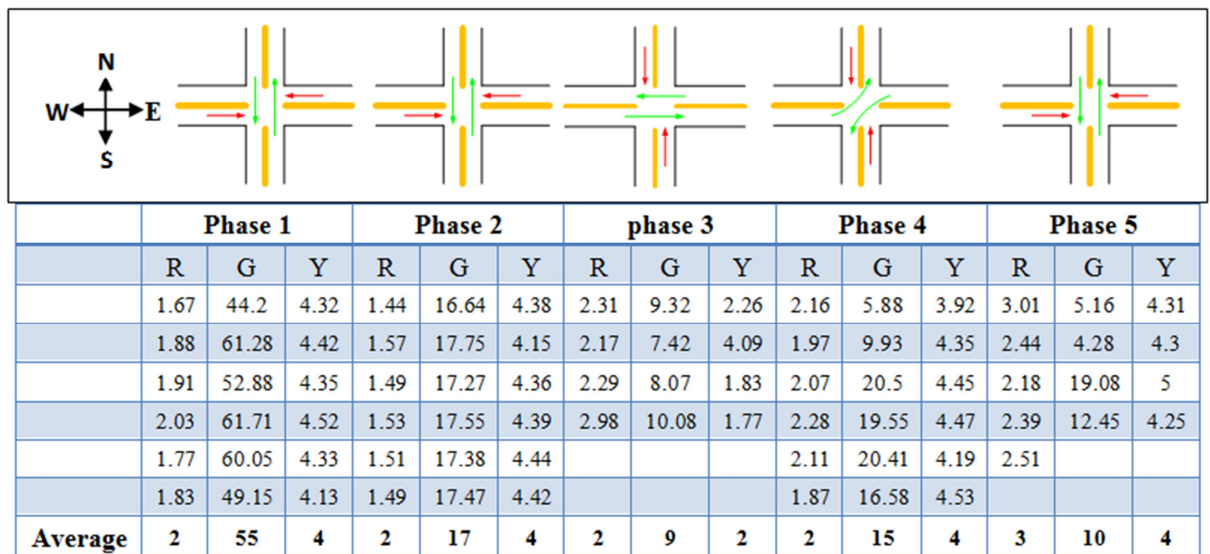 N
W E
S
Phase 1 Phase 2 phase 3 Phase 4 Phase 5
R G Y R G Y R G Y R G Y R G Y
1.67 44.2 4.32 1.44 16.64 4.38 2.31 9.32 2.26 2.16 5.88 3.92 3.01 5.16 4.31
1.88 61.28 4.42 1.57 17.75 4.15 2.17 7.42 4.09 1.97 9.93 4.35 2.44 4.28 4.3
1.91 52.88 4.35 1.49 17.27 4.36 2.29 8.07 1.83 2.07 20.5 4.45 2.18 19.08 5
2.03 61.71 4.52 1.53 17.55 4.39 2.98 10.08 1.77 2.28 19.55 4.47 2.39 12.45 4.25
1.77 60.05 4.33 1.51 17.38 4.44 2.11 20.41 4.19 2.51
1.83 49.15 4.13 1.49 17.47 4.42 1.87 16.58 4.53
Average 2 55 4 2 17 4 2 9 2 2 15 4 3 10 4